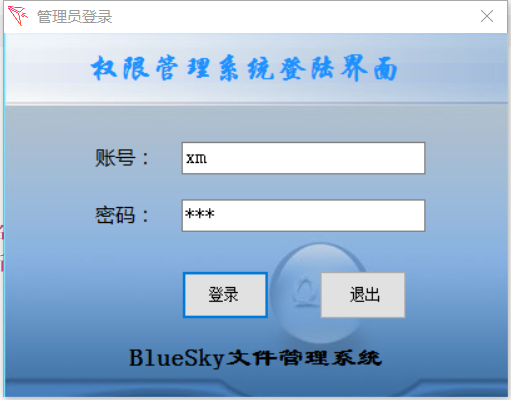 管理员登录
权限管理系统登陆界面
账号：
xm
密码：
***
登录 退出
BlueSky文件管理系统